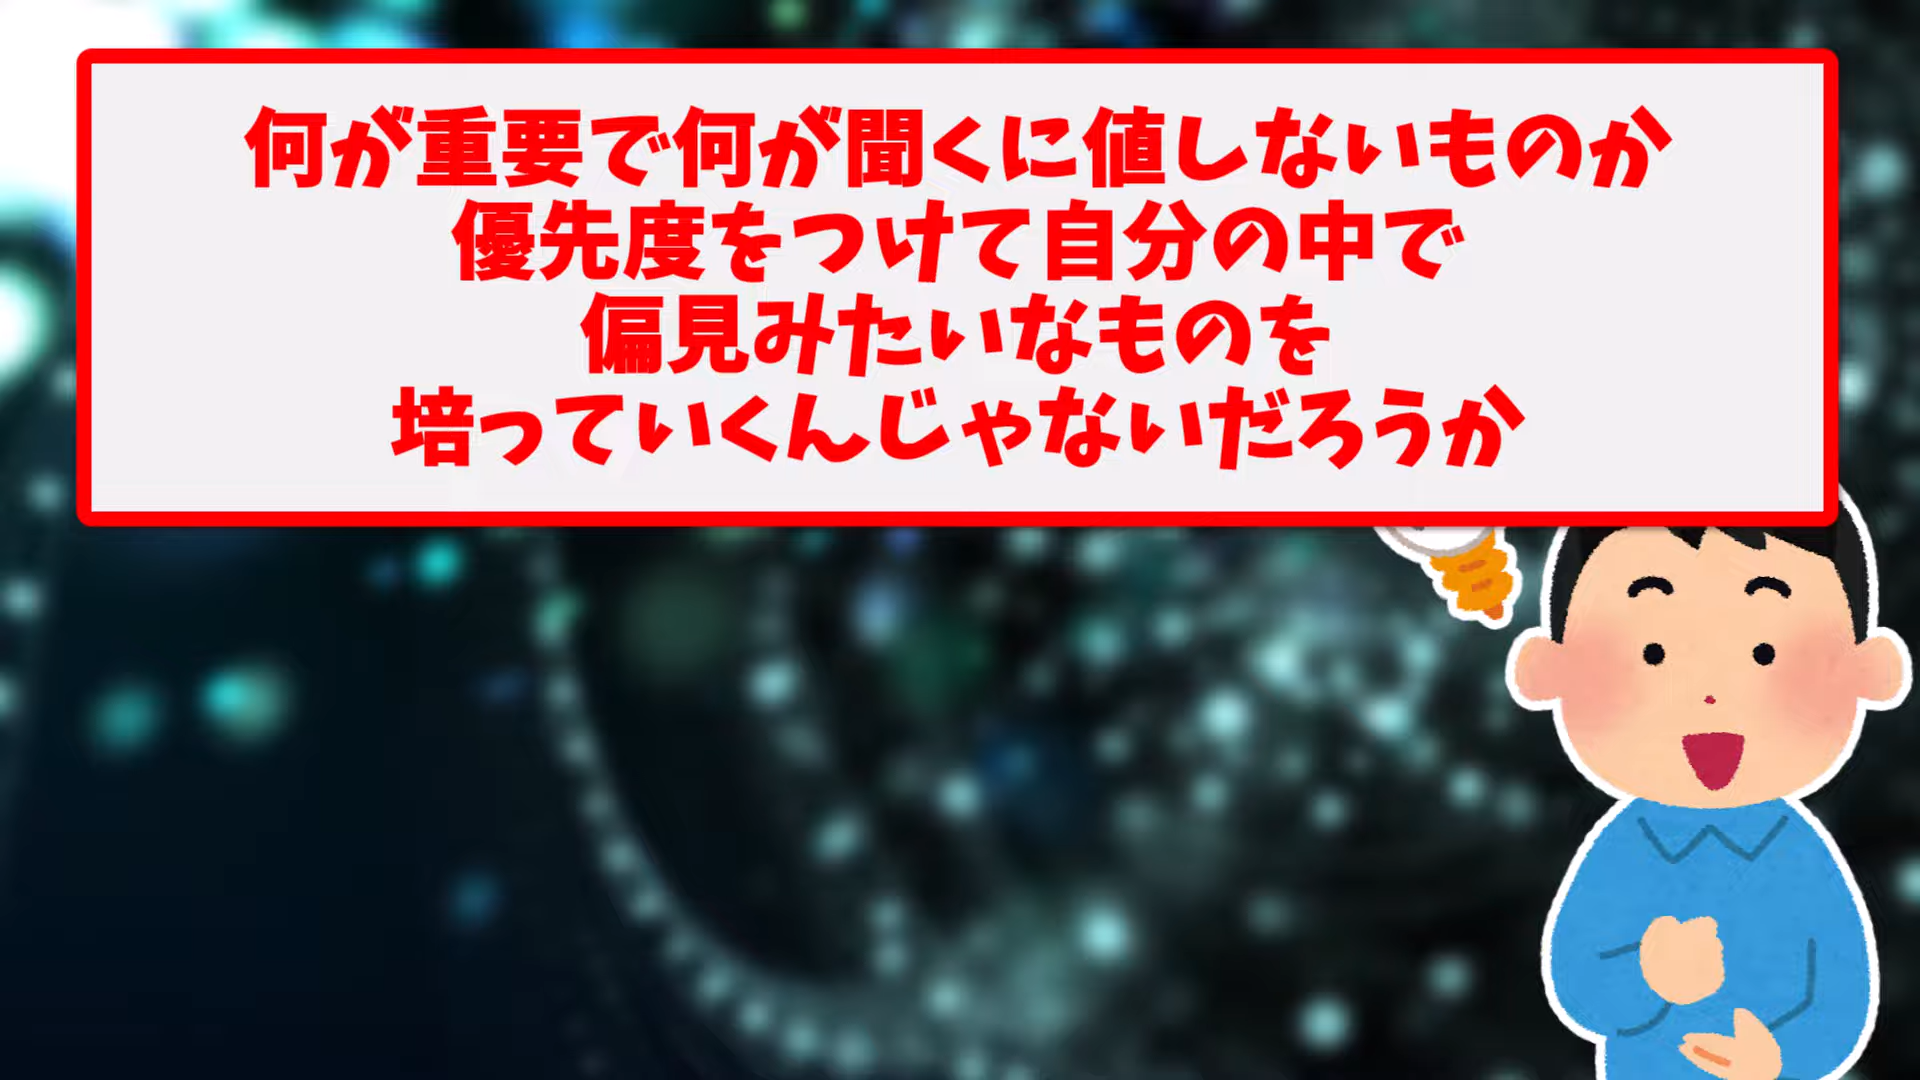 何が重要で何が聞くに値しないものか
優先度をつけて自分の中で
偏見みたいなものを
培っていくんじゃないだろうか